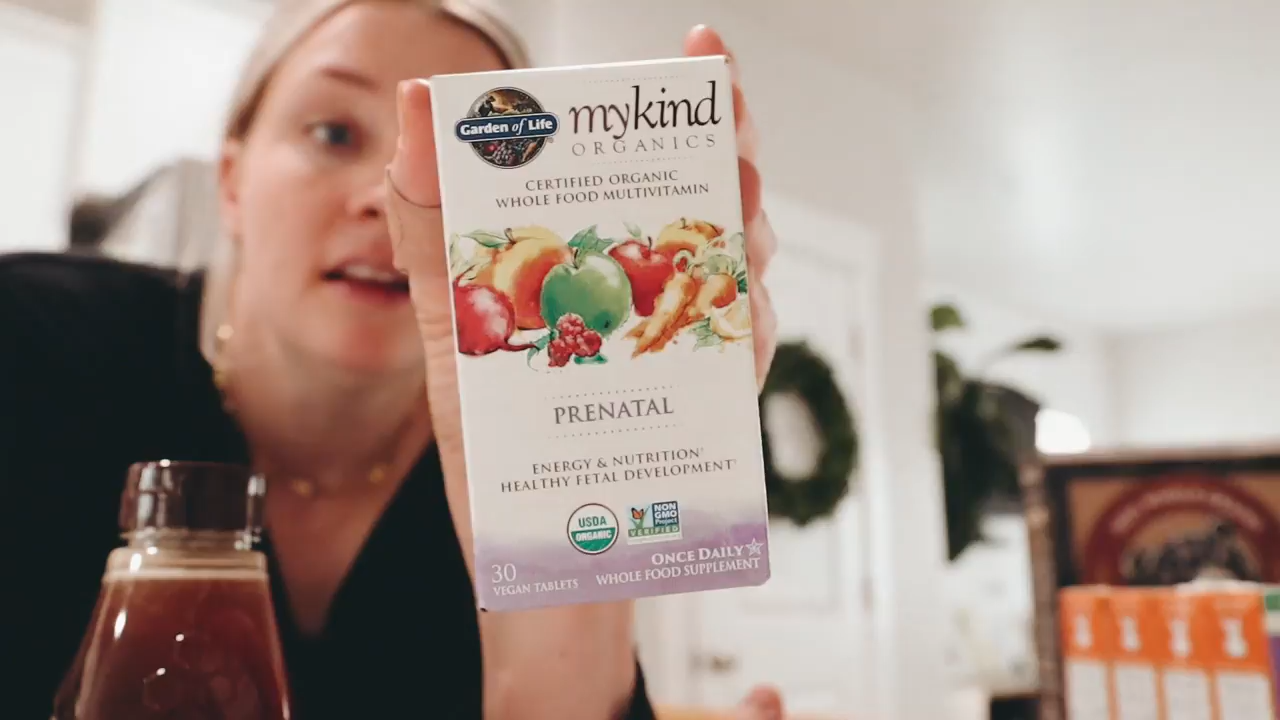 Garden of Life
mykind
ORGANICS
CERTIFIED ORGANIC
WHOLE FOOD MULTIVITAMIN
PRENATAL
ENERGY & NUTRITION†
HEALTHY FETAL DEVELOPMENT†
USDA
ORGANIC
NON
GMO
Project
VERIFIED
ONCE DAILY
WHOLE FOOD SUPPLEMENT
30
VEGAN TABLETS